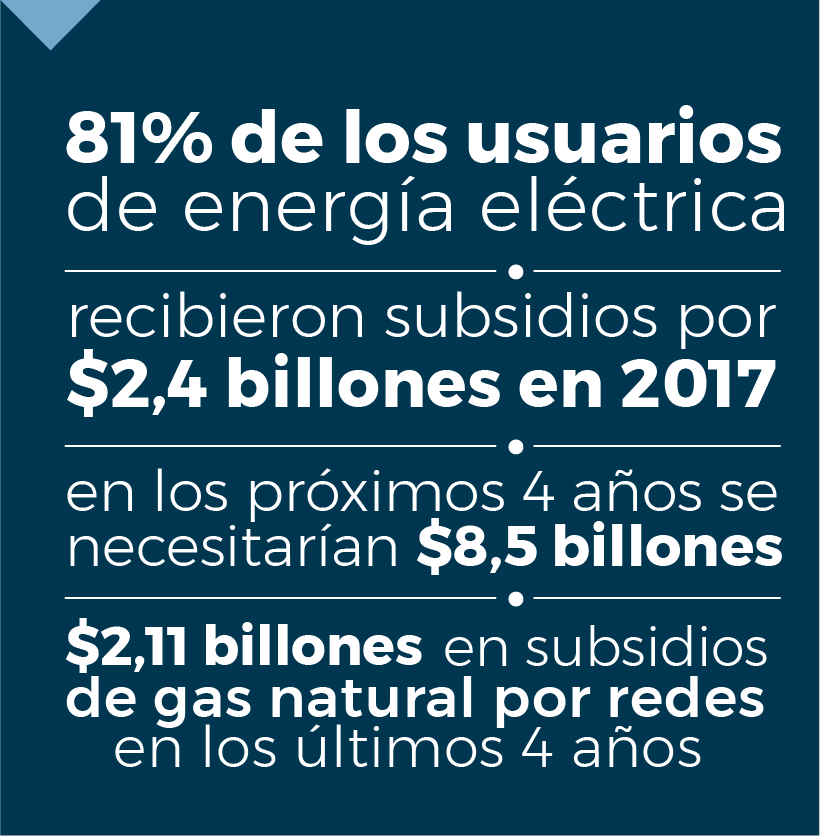 81% de los usuarios
de energía eléctrica
recibieron subsidios por
$2,4 billones en 2017
en los próximos 4 años se
necesitarían $8,5 billones
$2,11 billones en subsidios
de gas natural por redes
en los últimos 4 años